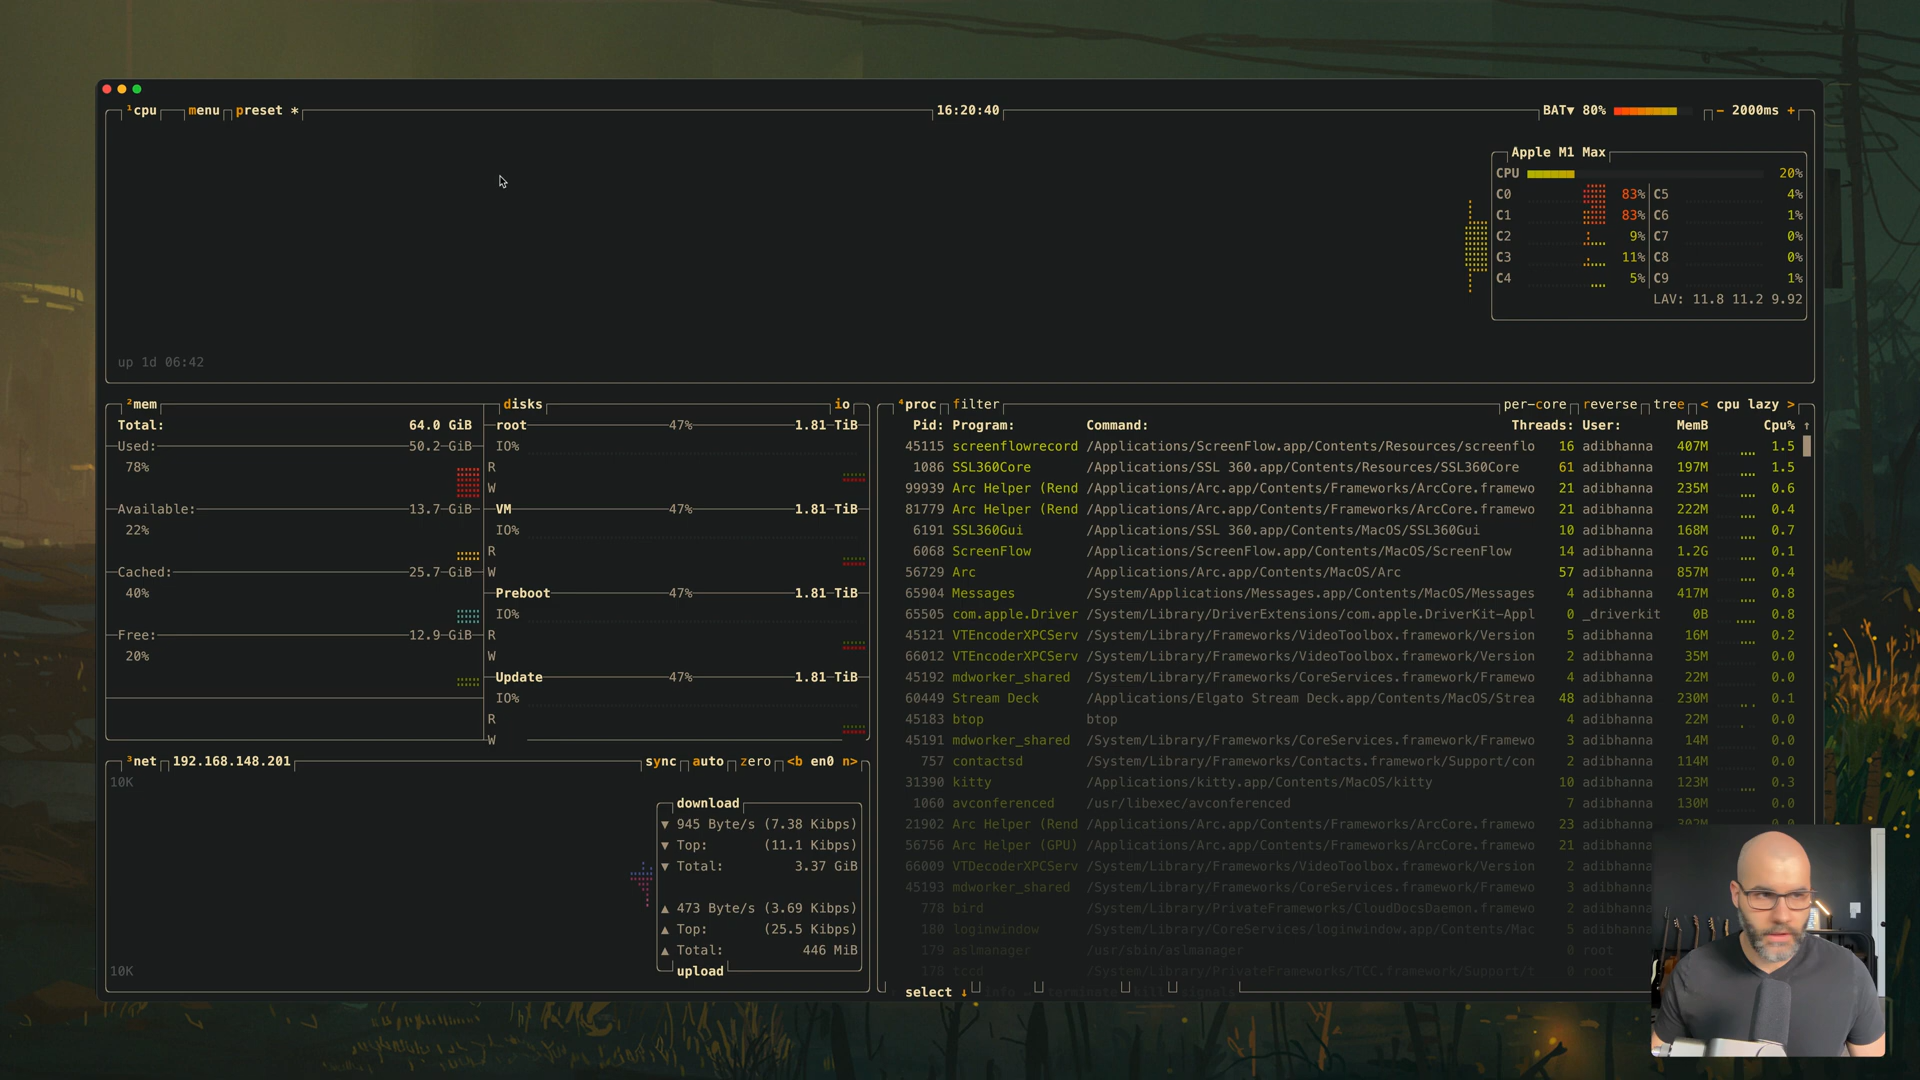 ¹cpu menu preset * 16:20:40 BAT▼ 80% - 2000ms +
Apple M1 Max
CPU 20%
C0 83% C5 4%
C1 83% C6 1%
C2 9% C7 0%
C3 11% C8 0%
C4 5% C9 1%
LAV: 11.8 11.2 9.92
up 1d 06:42
²mem
Total: 64.0 GiB
Used: 50.2 GiB
78%
Available: 13.7 GiB
22%
Cached: 25.7 GiB
40%
Free: 12.9 GiB
20%
disks io
root 47% 1.81 TiB
IO%
R
W
VM 47% 1.81 TiB
IO%
R
W
Preboot 47% 1.81 TiB
IO%
R
W
Update 47% 1.81 TiB
IO%
R
W
³net 192.168.148.201 sync auto zero <b en0 n>
10K
download
▼ 945 Byte/s (7.38 Kibps)
▼ Top: (11.1 Kibps)
▼ Total: 3.37 GiB
▲ 473 Byte/s (3.69 Kibps)
▲ Top: (25.5 Kibps)
▲ Total: 446 MiB
upload
10K
⁴proc filter per-core reverse tree < cpu lazy >
Pid: Program: Command: Threads: User: MemB Cpu% ↑
45115 screenflowrecord /Applications/ScreenFlow.app/Contents/Resources/screenflo 16 adibhanna 407M 1.5
1086 SSL360Core /Applications/SSL 360.app/Contents/Resources/SSL360Core 61 adibhanna 197M 1.5
99939 Arc Helper (Rend /Applications/Arc.app/Contents/Frameworks/ArcCore.framewo 21 adibhanna 235M 0.6
81779 Arc Helper (Rend /Applications/Arc.app/Contents/Frameworks/ArcCore.framewo 21 adibhanna 222M 0.4
6191 SSL360Gui /Applications/SSL 360.app/Contents/MacOS/SSL360Gui 10 adibhanna 168M 0.7
6068 ScreenFlow /Applications/ScreenFlow.app/Contents/MacOS/ScreenFlow 14 adibhanna 1.2G 0.1
56729 Arc /Applications/Arc.app/Contents/MacOS/Arc 57 adibhanna 857M 0.4
65904 Messages /System/Applications/Messages.app/Contents/MacOS/Messages 4 adibhanna 417M 0.8
65505 com.apple.Driver /System/Library/DriverExtensions/com.apple.DriverKit-Appl 0 _driverkit 0B 0.8
45121 VTEncoderXPCServ /System/Library/Frameworks/VideoToolbox.framework/Version 5 adibhanna 16M 0.2
66012 VTEncoderXPCServ /System/Library/Frameworks/VideoToolbox.framework/Version 2 adibhanna 35M 0.0
45192 mdworker_shared /System/Library/Frameworks/CoreServices.framework/Framewo 4 adibhanna 22M 0.0
60449 Stream Deck /Applications/Elgato Stream Deck.app/Contents/MacOS/Strea 48 adibhanna 230M 0.1
45183 btop btop 4 adibhanna 22M 0.0
45191 mdworker_shared /System/Library/Frameworks/CoreServices.framework/Framewo 3 adibhanna 14M 0.0
757 contactsd /System/Library/Frameworks/Contacts.framework/Support/con 2 adibhanna 114M 0.0
31390 kitty /Applications/kitty.app/Contents/MacOS/kitty 10 adibhanna 123M 0.3
1060 avconferenced /usr/libexec/avconferenced 7 adibhanna 130M 0.0
21902 Arc Helper (Rend /Applications/Arc.app/Contents/Frameworks/ArcCore.framewo 23 adibhanna
56756 Arc Helper (GPU) /Applications/Arc.app/Contents/Frameworks/ArcCore.framewo 21 adibhanna
66009 VTDecoderXPCServ /System/Library/Frameworks/VideoToolbox.framework/Version 2 adibhanna
45193 mdworker_shared /System/Library/Frameworks/CoreServices.framework/Framewo 3 adibhanna
778 bird /System/Library/PrivateFrameworks/CloudDocsDaemon.framewo 2 adibhanna
180 loginwindow /System/Library/CoreServices/loginwindow.app/Contents/Mac 5 adibhanna
179 aslmanager /usr/sbin/aslmanager 0 root
178 tccd /System/Library/PrivateFrameworks/TCC.framework/Support/t 0 root
select ↓ info terminate kill signals